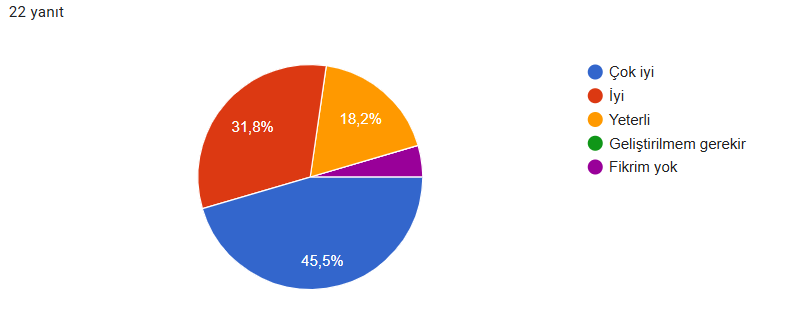 22 yanıt
Çok iyi
İyi
Yeterli
Geliştirilmem gerekir
Fikrim yok
31,8%
18,2%
45,5%